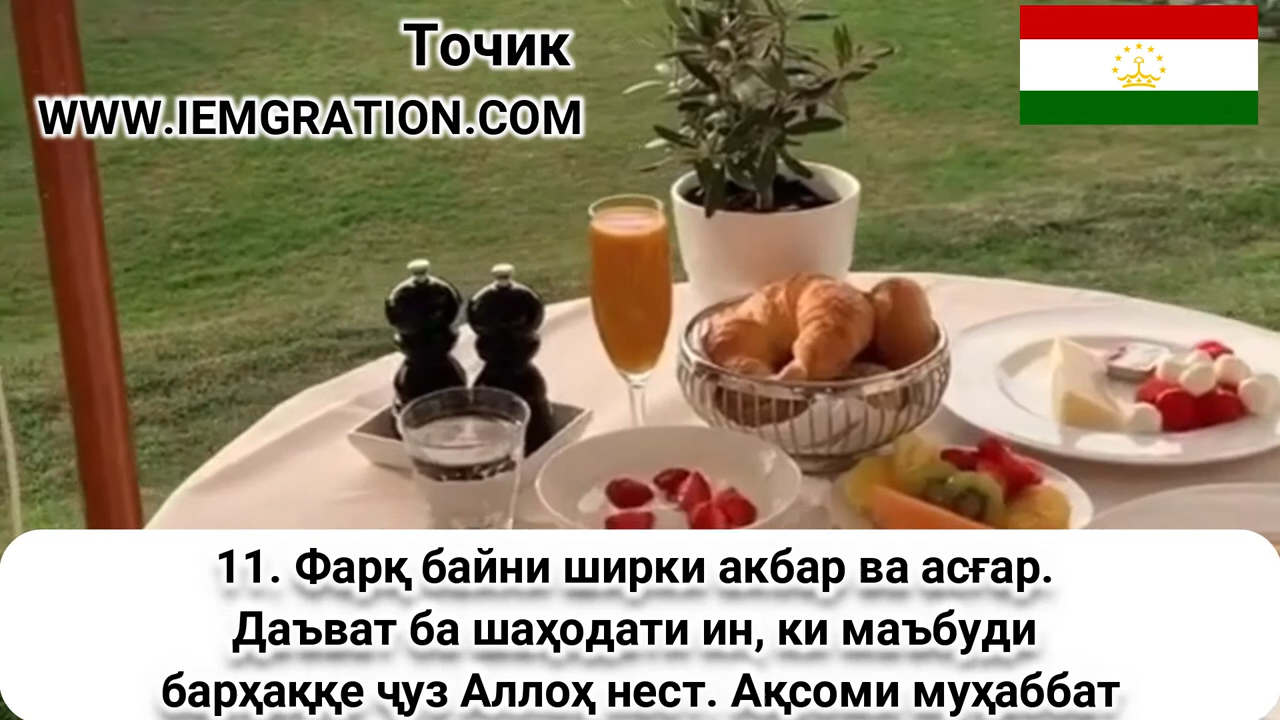 Точик
WWW.IEMGRATION.COM
11. Фарқ байни ширки акбар ва асғар.
Даъват ба шаҳодати ин, ки маъбуди
барҳаққе ҷуз Аллоҳ нест. Ақсоми муҳаббат